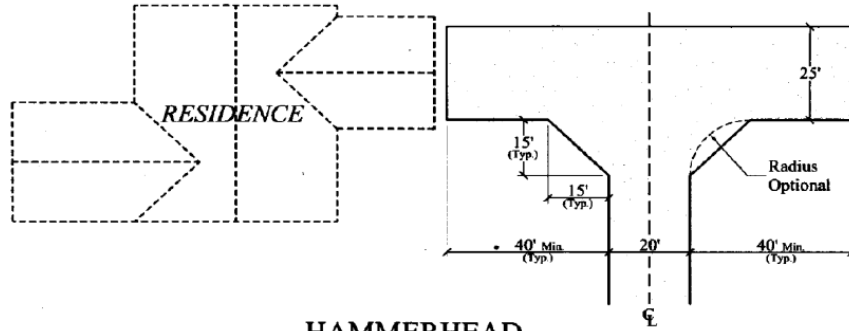 RESIDENCE
25'
15'
(Typ.)
Radius
Optional
15'
(Typ.)
40' Min.
(Typ.)
20'
40' Min.
(Typ.)
℄
HAMMERHEAD